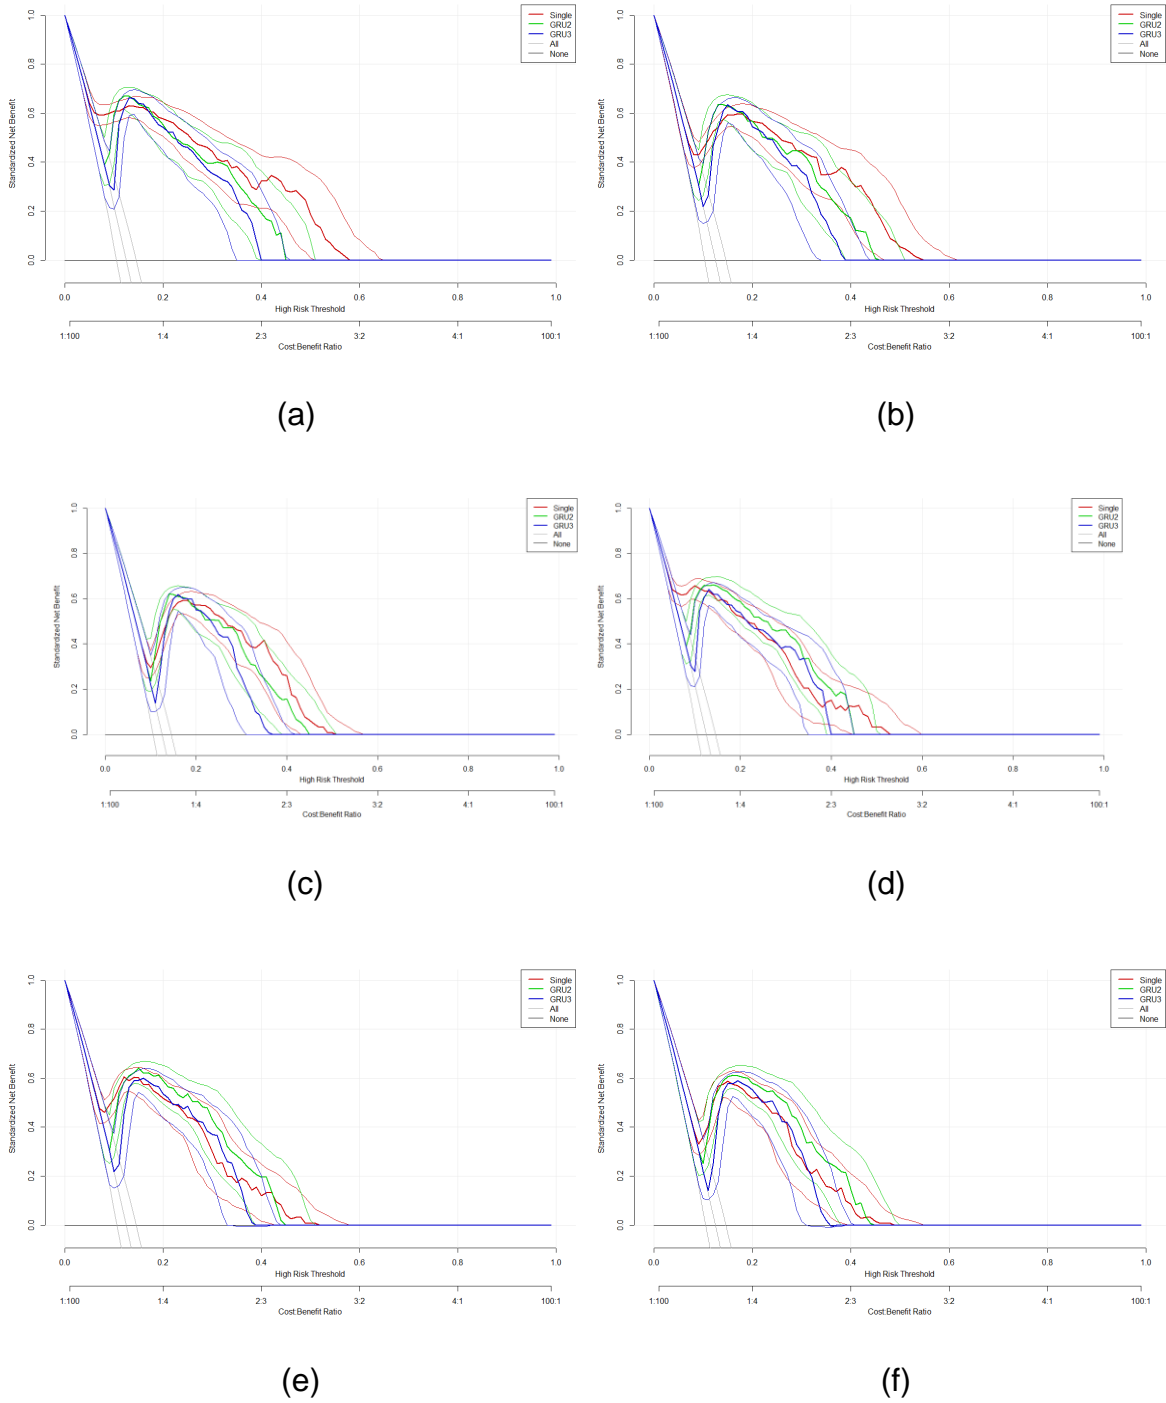 Single
GRU2
GRU3
All
None
Standardized Net Benefit
1.0
0.8
0.6
0.4
0.2
0.0
0.0 0.2 0.4 0.6 0.8 1.0
High Risk Threshold
1:100 1:4 2:3 3:2 4:1 100:1
Cost:Benefit Ratio
(a)
Single
GRU2
GRU3
All
None
Standardized Net Benefit
1.0
0.8
0.6
0.4
0.2
0.0
0.0 0.2 0.4 0.6 0.8 1.0
High Risk Threshold
1:100 1:4 2:3 3:2 4:1 100:1
Cost:Benefit Ratio
(b)
Single
GRU2
GRU3
All
None
Standardized Net Benefit
1.0
0.8
0.6
0.4
0.2
0.0
0.0 0.2 0.4 0.6 0.8 1.0
High Risk Threshold
1:100 1:4 2:3 3:2 4:1 100:1
Cost:Benefit Ratio
(c)
Single
GRU2
GRU3
All
None
Standardized Net Benefit
1.0
0.8
0.6
0.4
0.2
0.0
0.0 0.2 0.4 0.6 0.8 1.0
High Risk Threshold
1:100 1:4 2:3 3:2 4:1 100:1
Cost:Benefit Ratio
(d)
Single
GRU2
GRU3
All
None
Standardized Net Benefit
1.0
0.8
0.6
0.4
0.2
0.0
0.0 0.2 0.4 0.6 0.8 1.0
High Risk Threshold
1:100 1:4 2:3 3:2 4:1 100:1
Cost:Benefit Ratio
(e)
Single
GRU2
GRU3
All
None
Standardized Net Benefit
1.0
0.8
0.6
0.4
0.2
0.0
0.0 0.2 0.4 0.6 0.8 1.0
High Risk Threshold
1:100 1:4 2:3 3:2 4:1 100:1
Cost:Benefit Ratio
(f)